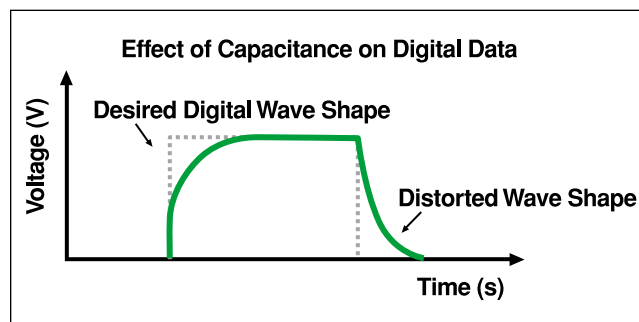 Effect of Capacitance on Digital Data
Voltage (V)
Desired Digital Wave Shape
Distorted Wave Shape
Time (s)